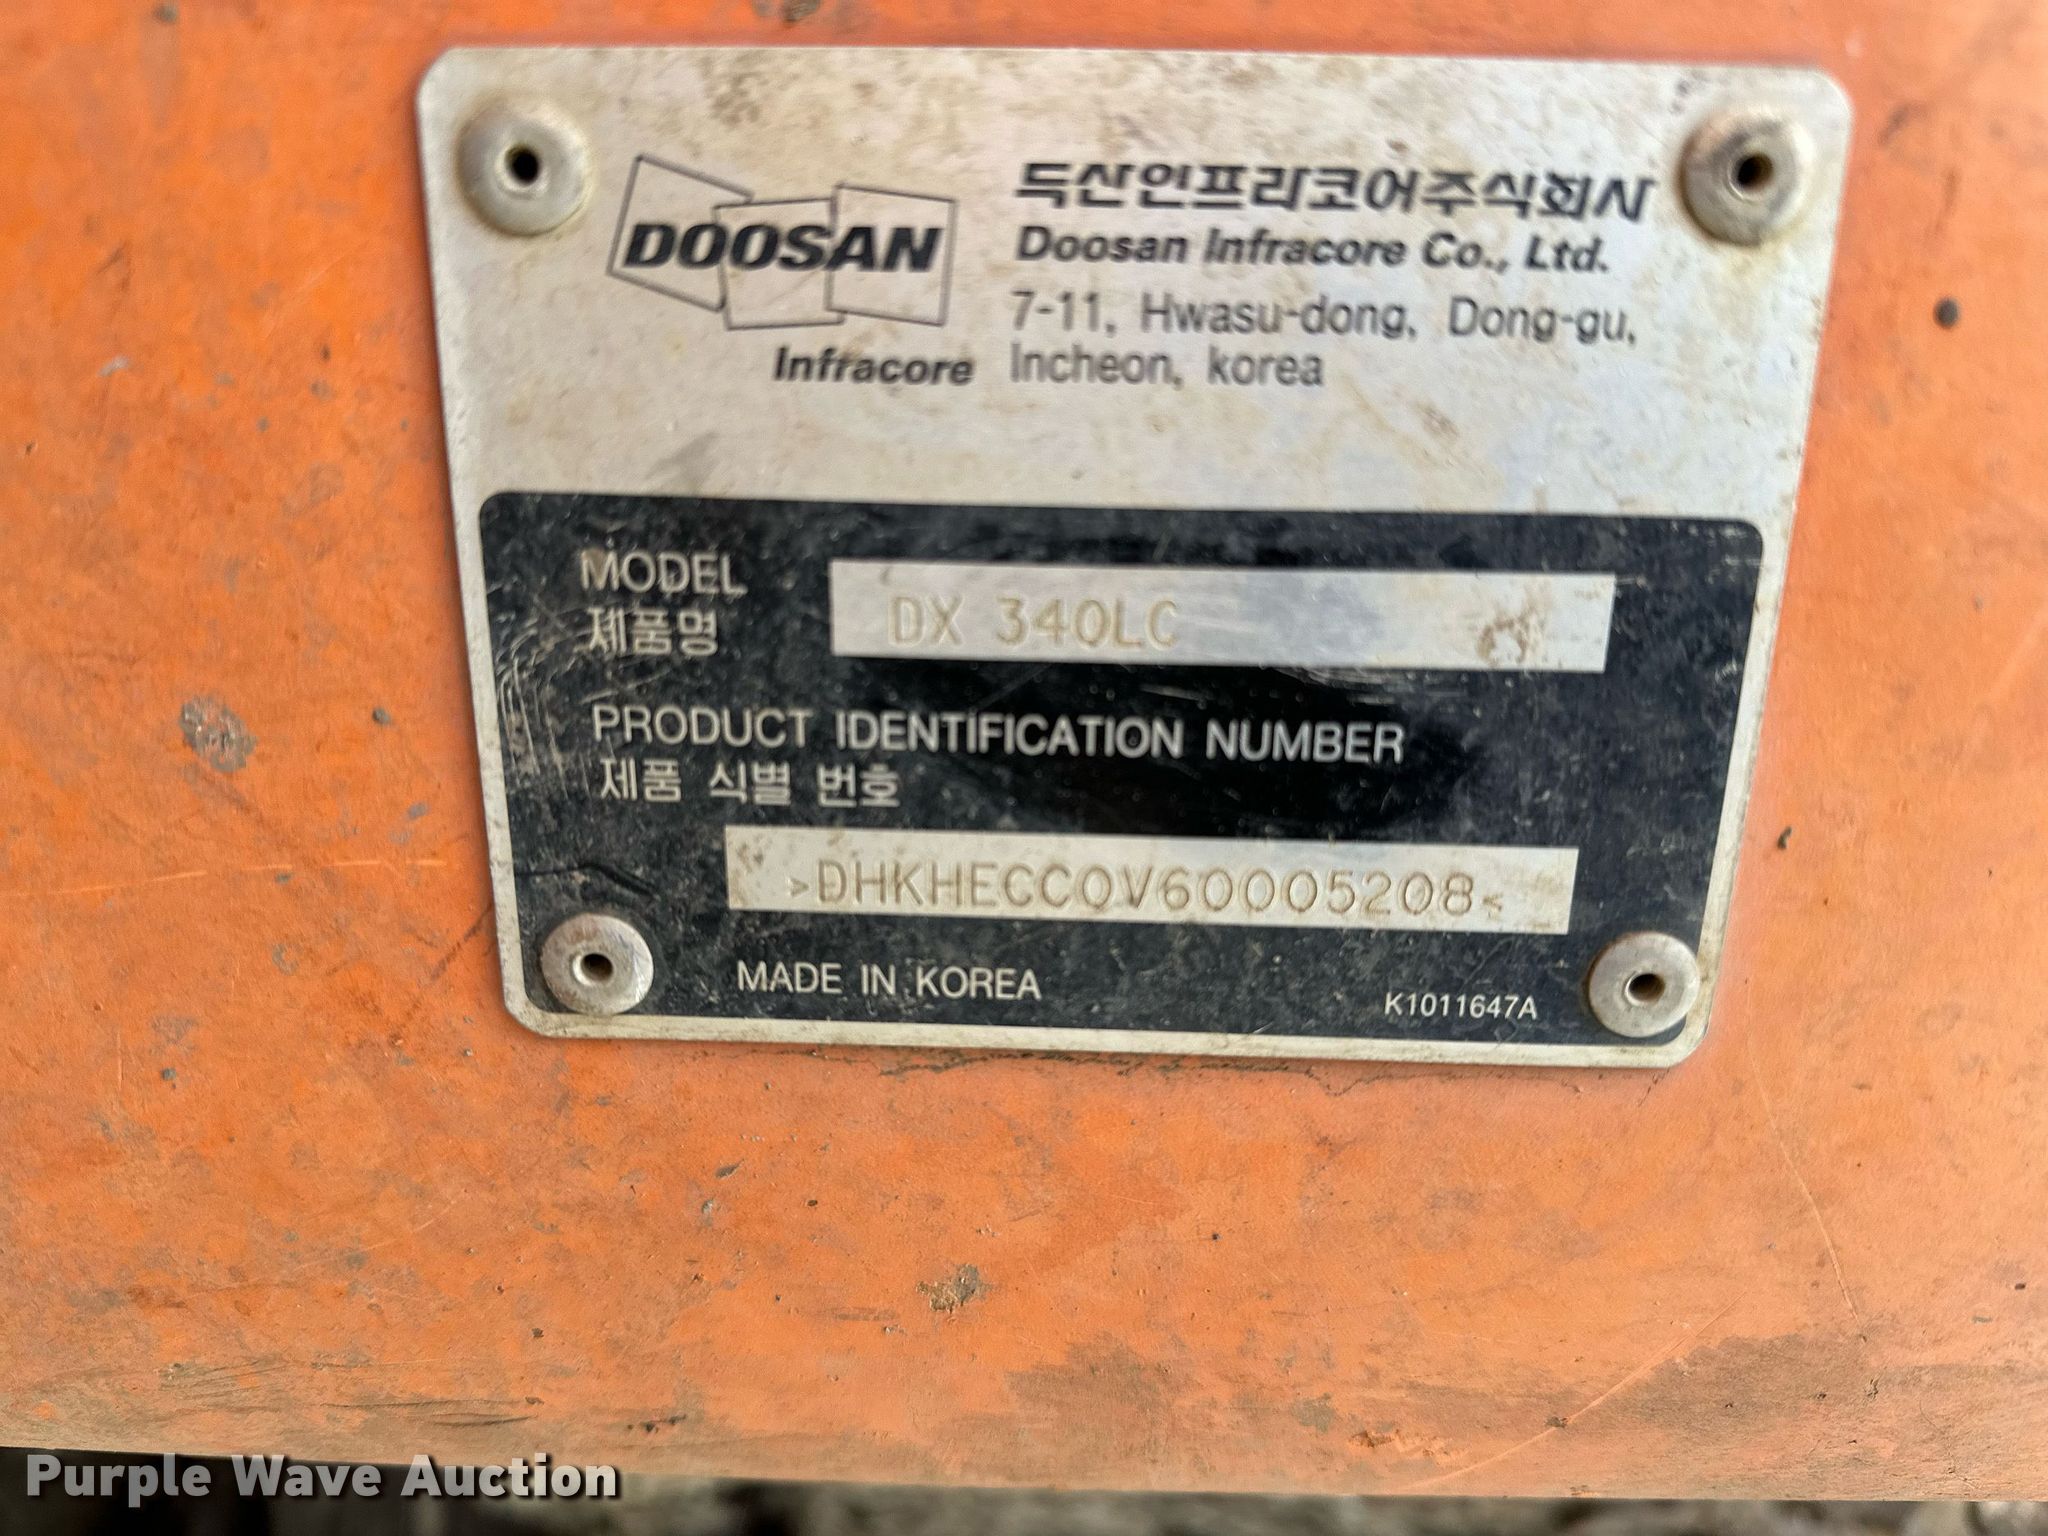 DOOSAN
Infracore
두산인프라코어주식회사
Doosan Infracore Co., Ltd.
7-11, Hwasu-dong, Dong-gu,
Incheon, korea
MODEL
제품명
DX 340LC
PRODUCT IDENTIFICATION NUMBER
제품 식별 번호
>DHKHECC0V60005208<
MADE IN KOREA
K1011647A
Purple Wave Auction